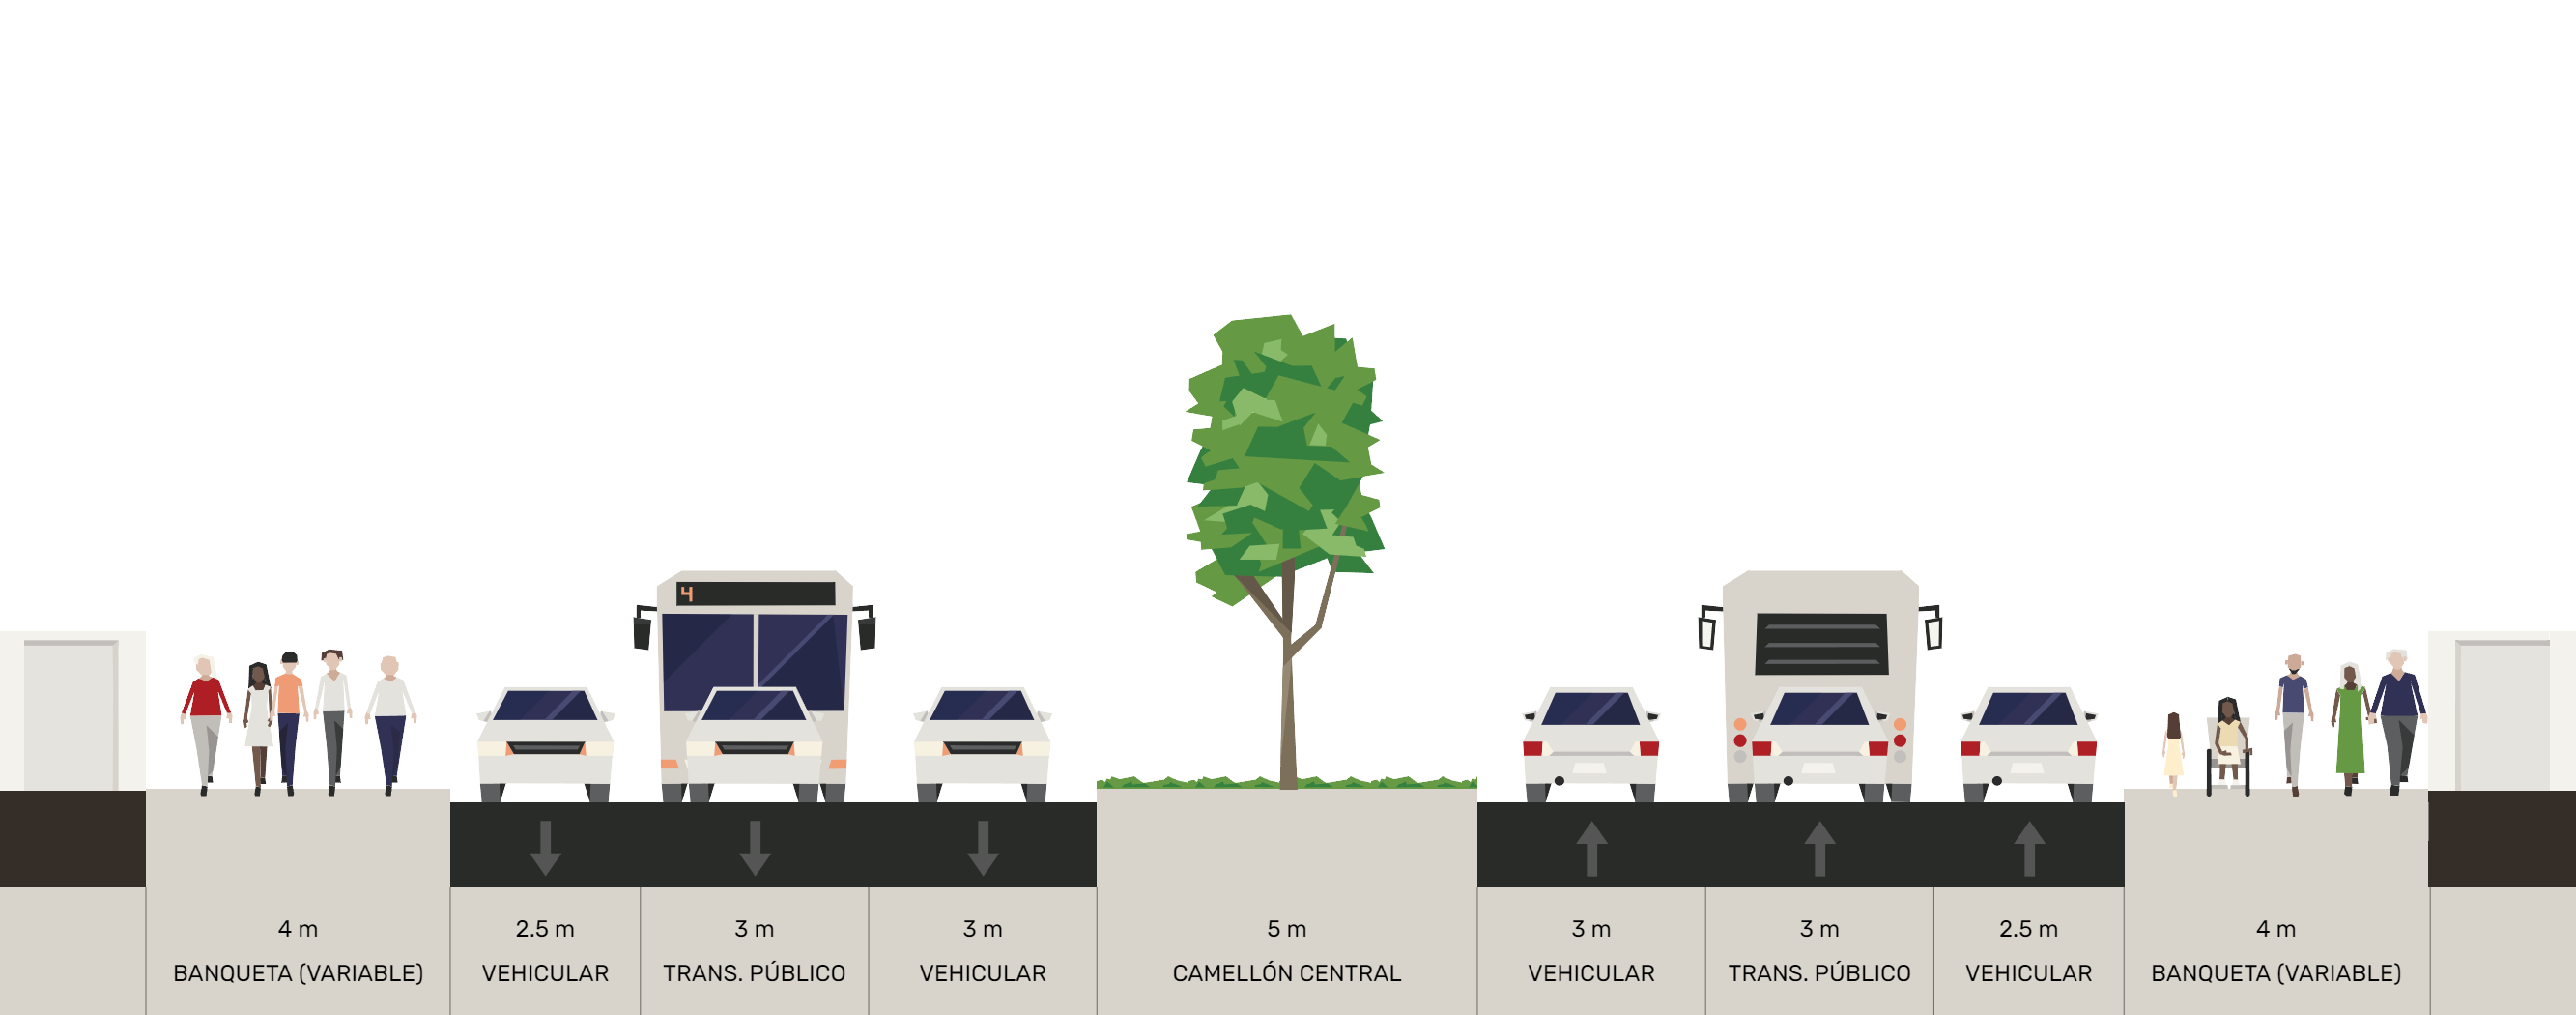 4
4 m
BANQUETA (VARIABLE)
2.5 m
VEHICULAR
3 m
TRANS. PÚBLICO
3 m
VEHICULAR
5 m
CAMELLÓN CENTRAL
3 m
VEHICULAR
3 m
TRANS. PÚBLICO
2.5 m
VEHICULAR
4 m
BANQUETA (VARIABLE)